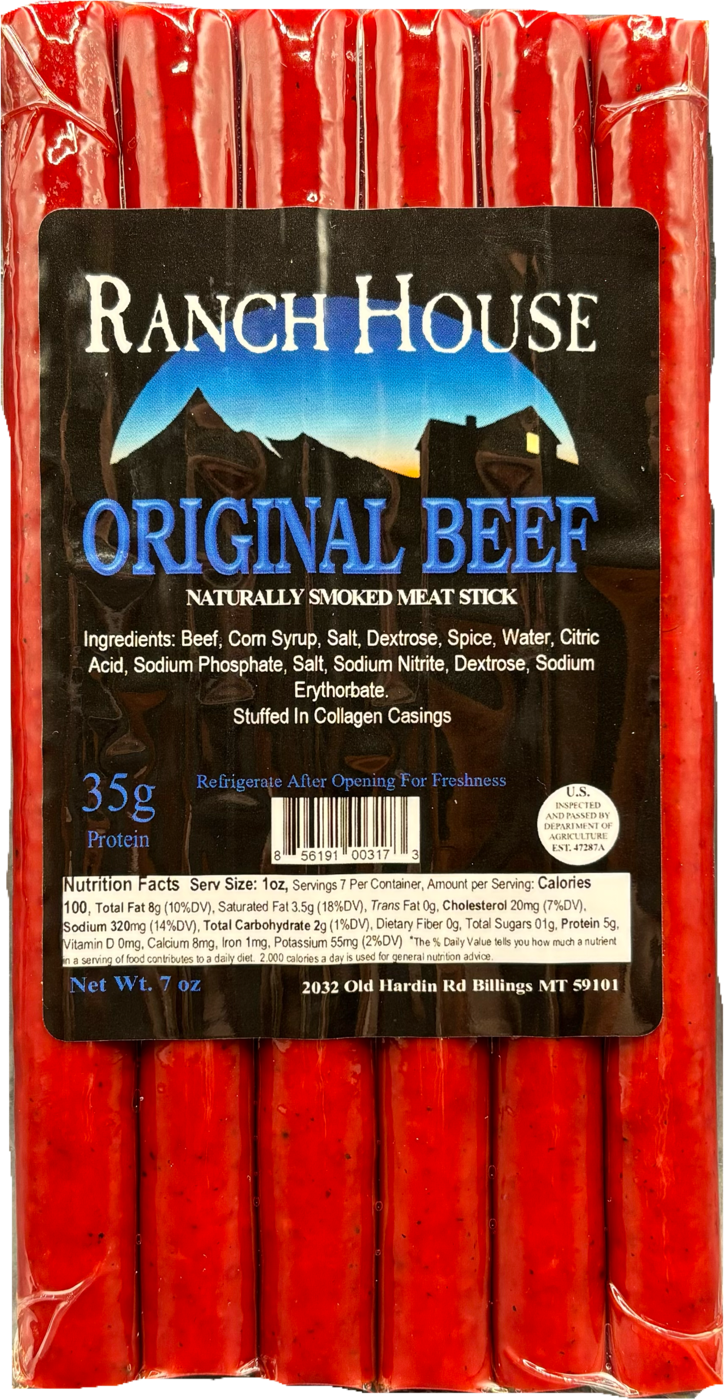 RANCH HOUSE
ORIGINAL BEEF
NATURALLY SMOKED MEAT STICK
Ingredients: Beef, Corn Syrup, Salt, Dextrose, Spice, Water, Citric
Acid, Sodium Phosphate, Salt, Sodium Nitrite, Dextrose, Sodium
Erythorbate.
Stuffed In Collagen Casings
35g
Protein
Refrigerate After Opening For Freshness
8 56191 00317 3
U.S.
INSPECTED
AND PASSED BY
DEPARTMENT OF
AGRICULTURE
EST. 47287A
Nutrition Facts Serv Size: 1oz, Servings 7 Per Container, Amount per Serving: Calories
100, Total Fat 8g (10%DV), Saturated Fat 3.5g (18%DV), Trans Fat 0g, Cholesterol 20mg (7%DV),
Sodium 320mg (14%DV), Total Carbohydrate 2g (1%DV), Dietary Fiber 0g, Total Sugars 01g, Protein 5g,
Vitamin D 0mg, Calcium 8mg, Iron 1mg, Potassium 55mg (2%DV) *The % Daily Value tells you how much a nutrient
in a serving of food contributes to a daily diet. 2,000 calories a day is used for general nutrition advice.
Net Wt. 7 oz
2032 Old Hardin Rd Billings MT 59101